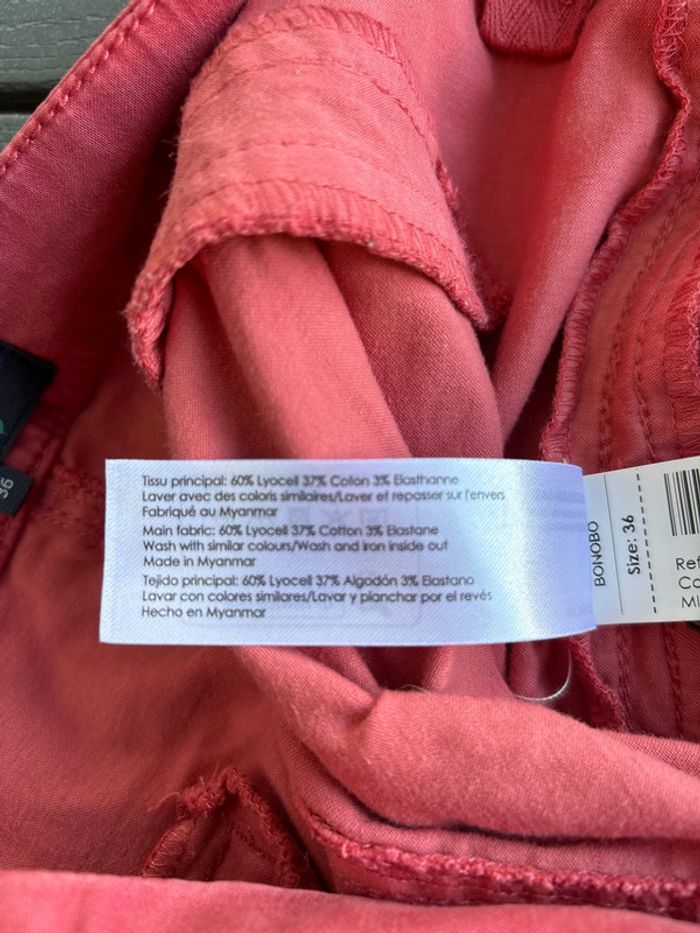 Tissu principal: 60% Lyocell 37% Coton 3% Elasthanne
Laver avec des coloris similaires/Laver et repasser sur l'envers
Fabriqué au Myanmar
Main fabric: 60% Lyocell 37% Cotton 3% Elastane
Wash with similar colours/Wash and iron inside out
Made in Myanmar
Tejido principal: 60% Lyocell 37% Algodón 3% Elastano
Lavar con colores similares/Lavar y planchar por el revés
Hecho en Myanmar
BONOBO
Size: 36
Ref
Co
MI
36